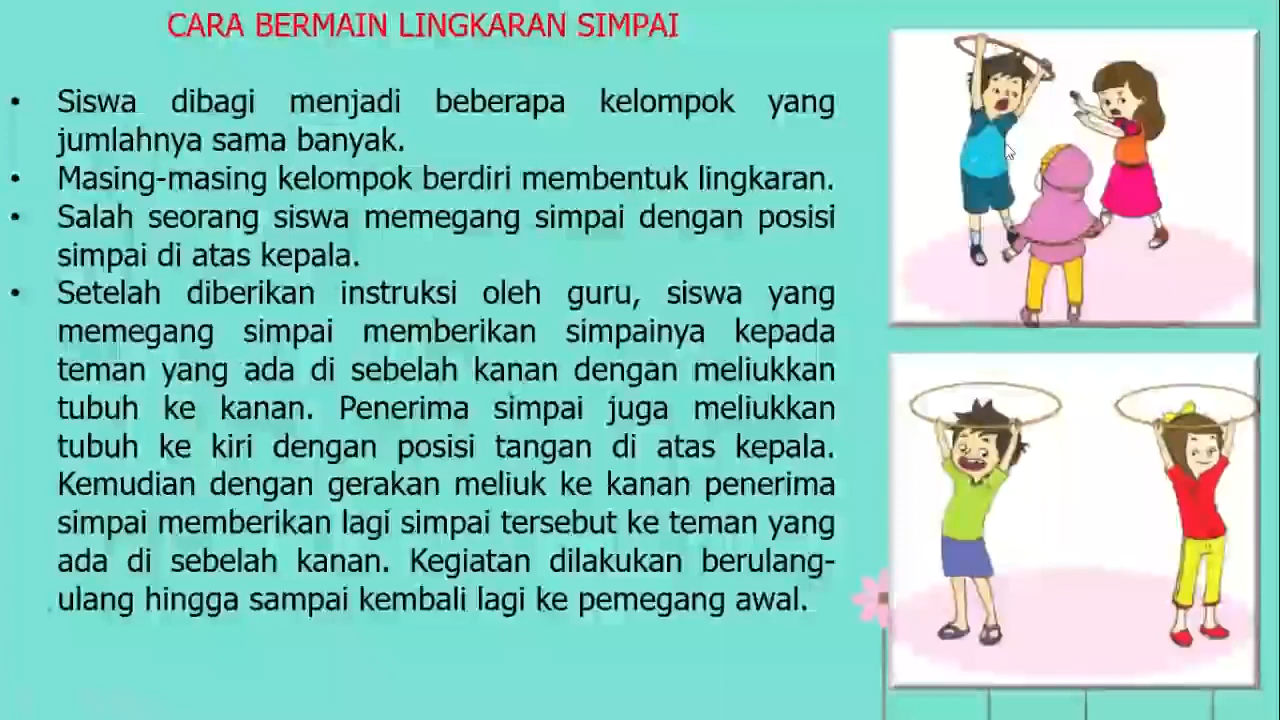 CARA BERMAIN LINGKARAN SIMPAI
• Siswa dibagi menjadi beberapa kelompok yang
jumlahnya sama banyak.
• Masing-masing kelompok berdiri membentuk lingkaran.
• Salah seorang siswa memegang simpai dengan posisi
simpai di atas kepala.
• Setelah diberikan instruksi oleh guru, siswa yang
memegang simpai memberikan simpainya kepada
teman yang ada di sebelah kanan dengan meliukkan
tubuh ke kanan. Penerima simpai juga meliukkan
tubuh ke kiri dengan posisi tangan di atas kepala.
Kemudian dengan gerakan meliuk ke kanan penerima
simpai memberikan lagi simpai tersebut ke teman yang
ada di sebelah kanan. Kegiatan dilakukan berulang-
ulang hingga sampai kembali lagi ke pemegang awal.